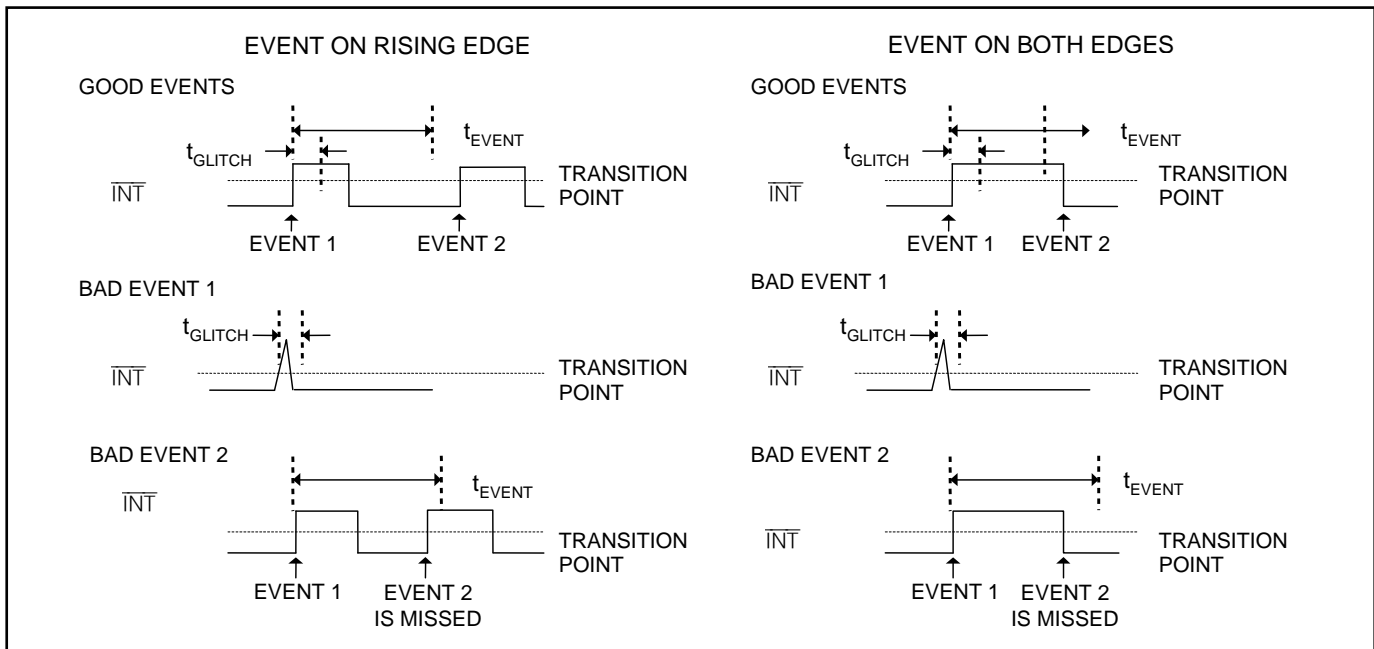 EVENT ON RISING EDGE
GOOD EVENTS
tEVENT
tGLITCH
INT
TRANSITION
POINT
EVENT 1
EVENT 2
BAD EVENT 1
tGLITCH
INT
TRANSITION
POINT
BAD EVENT 2
INT
tEVENT
TRANSITION
POINT
EVENT 1
EVENT 2
IS MISSED
EVENT ON BOTH EDGES
GOOD EVENTS
tEVENT
tGLITCH
INT
TRANSITION
POINT
EVENT 1
EVENT 2
BAD EVENT 1
tGLITCH
INT
TRANSITION
POINT
BAD EVENT 2
tEVENT
INT
TRANSITION
POINT
EVENT 1
EVENT 2
IS MISSED